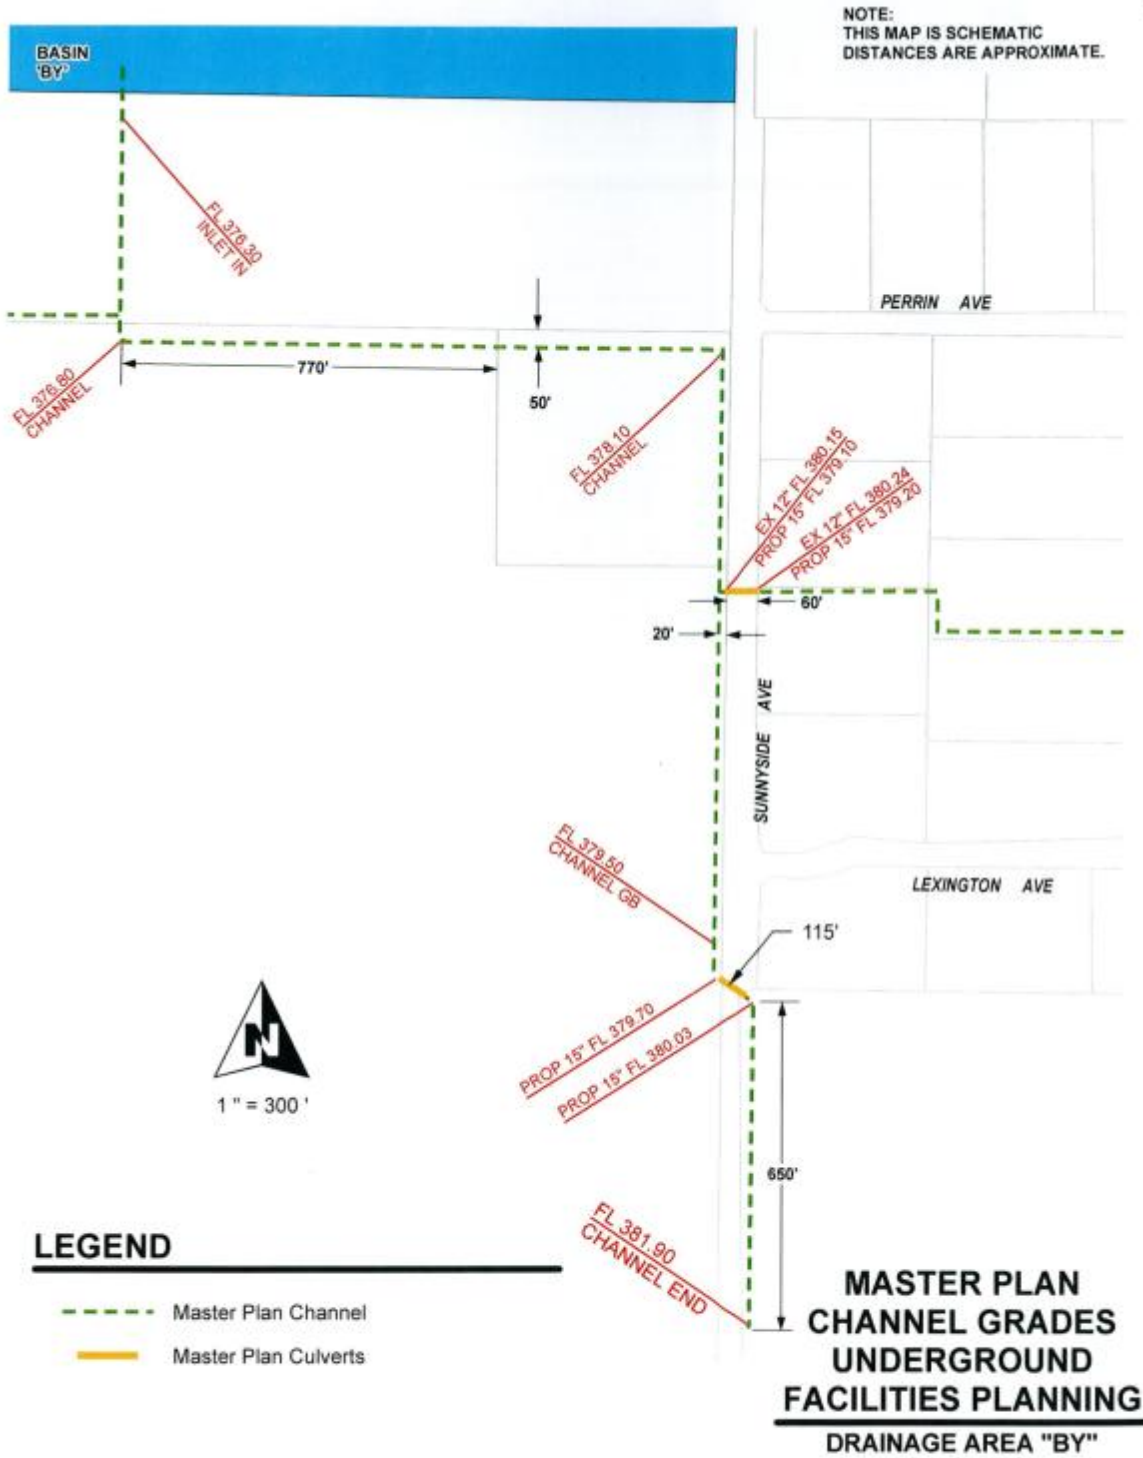 NOTE:
THIS MAP IS SCHEMATIC
DISTANCES ARE APPROXIMATE.
BASIN
'BY'
FL 376.30
INLET IN
PERRIN AVE
770'
50'
FL 376.80
CHANNEL
FL 378.10
CHANNEL
EX 12" FL 380.15
PROP 15" FL 379.10
EX 12" FL 380.24
PROP 15" FL 379.20
60'
20'
SUNNYSIDE AVE
FL 379.50
CHANNEL GB
LEXINGTON AVE
115'
PROP 15" FL 379.70
PROP 15" FL 380.03
N
1 " = 300 '
650'
FL 381.90
CHANNEL END
LEGEND
Master Plan Channel
Master Plan Culverts
MASTER PLAN
CHANNEL GRADES
UNDERGROUND
FACILITIES PLANNING
DRAINAGE AREA "BY"